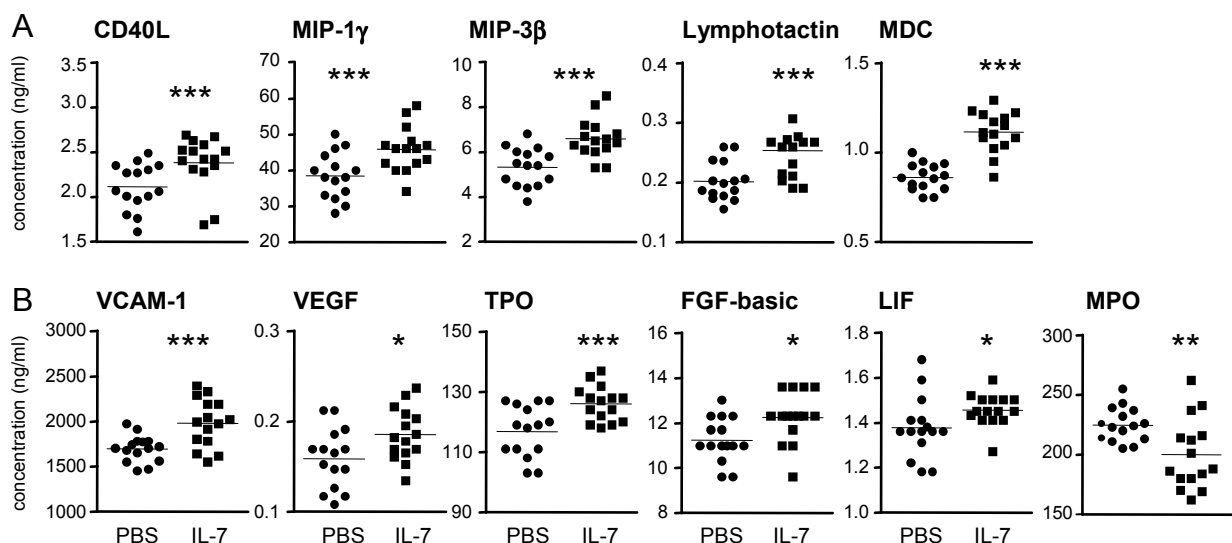 A
CD40L MIP-1γ MIP-3β Lymphotactin MDC
concentration (ng/ml)
3.5 3.0 2.5 2.0 1.5
***
70 60 50 40 30 20
***
10 8 6 4 2
***
0.4 0.3 0.2 0.1
***
1.5 1.0 0.5
***
B
VCAM-1 VEGF TPO FGF-basic LIF MPO
concentration (ng/ml)
3000 2500 2000 1500 1000
***
0.3 0.2 0.1
*
150 130 110 90
***
16 14 12 10 8
*
1.8 1.6 1.4 1.2 1.0
*
300 250 200 150
**
PBS IL-7 PBS IL-7 PBS IL-7 PBS IL-7 PBS IL-7 PBS IL-7